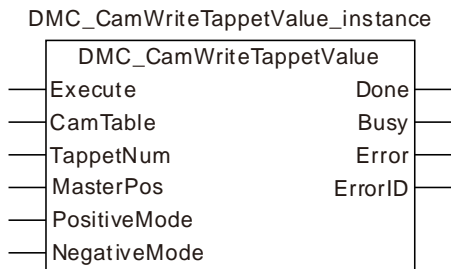 DMC_CamWriteTappetValue_instance
DMC_CamWriteTappetValue
Execute Done
CamTable Busy
TappetNum Error
MasterPos ErrorID
PositiveMode
NegativeMode